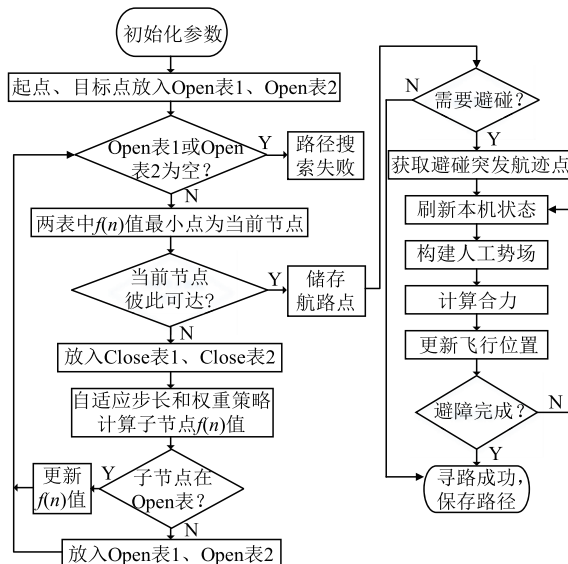 初始化参数
起点、目标点放入Open表1、Open表2
Open表1或Open
表2为空?
Y
路径搜
索失败
N
两表中f(n)值最小点为当前节点
当前节点
彼此可达?
Y
储存
航路点
N
放入Close表1、Close表2
自适应步长和权重策略
计算子节点f(n)值
子节点在
Open表?
Y
更新
f(n)值
N
放入Open表1、Open表2
需要避碰?
N
Y
获取避碰突发航迹点
刷新本机状态
构建人工势场
计算合力
更新飞行位置
避障完成?
N
Y
寻路成功,
保存路径